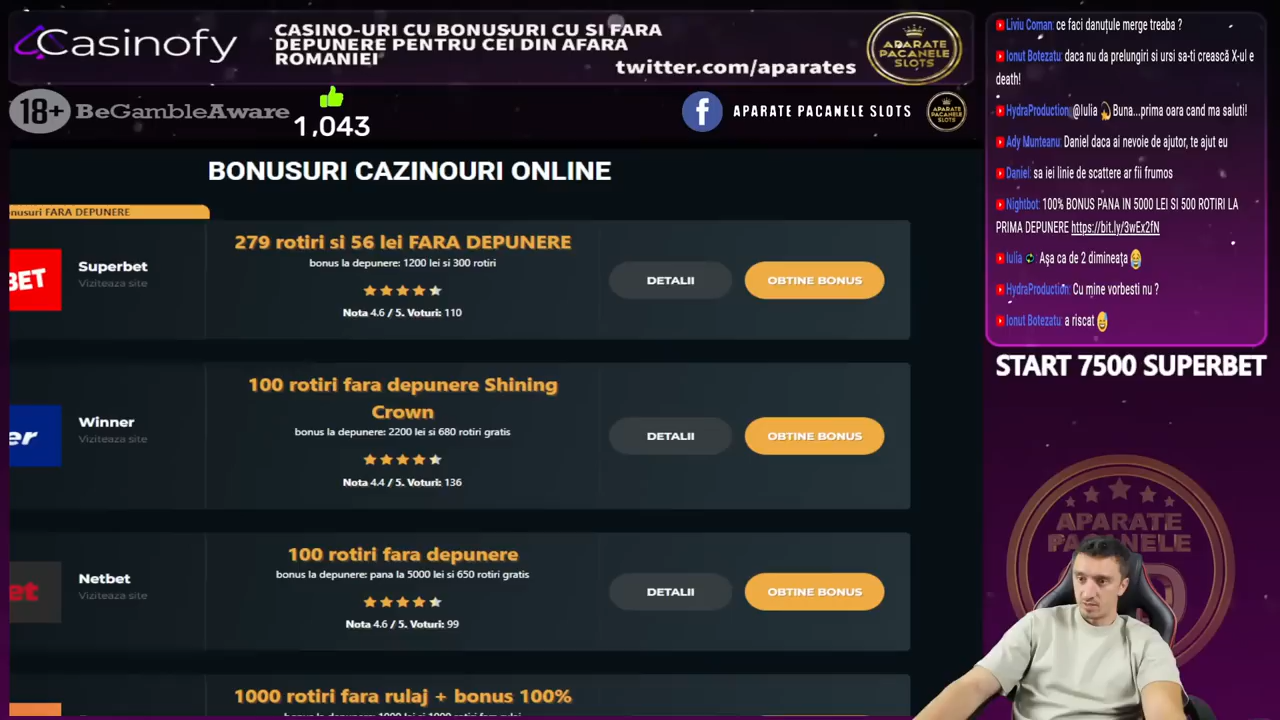 Casinofy
CASINO-URI CU BONUSURI CU SI FARA
DEPUNERE PENTRU CEI DIN AFARA
ROMANIEI
twitter.com/aparates
APARATE
PACANELE
SLOTS
18+ BeGambleAware
1,043
APARATE PACANELE SLOTS
BONUSURI CAZINOURI ONLINE
FARA DEPUNERE
BET
Superbet
Viziteaza site
279 rotiri si 56 lei FARA DEPUNERE
bonus la depunere: 1200 lei si 300 rotiri
Nota 4.6 / 5. Voturi: 110
DETALII
OBTINE BONUS
er
Winner
Viziteaza site
100 rotiri fara depunere Shining
Crown
bonus la depunere: 2200 lei si 680 rotiri gratis
Nota 4.4 / 5. Voturi: 136
DETALII
OBTINE BONUS
et
Netbet
Viziteaza site
100 rotiri fara depunere
bonus la depunere: pana la 5000 lei si 650 rotiri gratis
Nota 4.6 / 5. Voturi: 99
DETALII
OBTINE BONUS
1000 rotiri fara rulaj + bonus 100%
Liviu Coman: ce faci danuțule merge treaba ?
Ionut Botezatu: daca nu da prelungiri si ursi sa-ti crească X-ul e
death!
HydraProduction: @Iulia Buna...prima oara cand ma saluti!
Ady Munteanu: Daniel daca ai nevoie de ajutor, te ajut eu
Daniel: sa iei linie de scattere ar fii frumos
Nightbot: 100% BONUS PANA IN 5000 LEI SI 500 ROTIRI LA
PRIMA DEPUNERE https://bit.ly/3wEx2fN
Iulia Așa ca de 2 dimineața 😂
HydraProduction: Cu mine vorbesti nu ?
Ionut Botezatu: a riscat 😅
START 7500 SUPERBET
APARATE
PACANELE